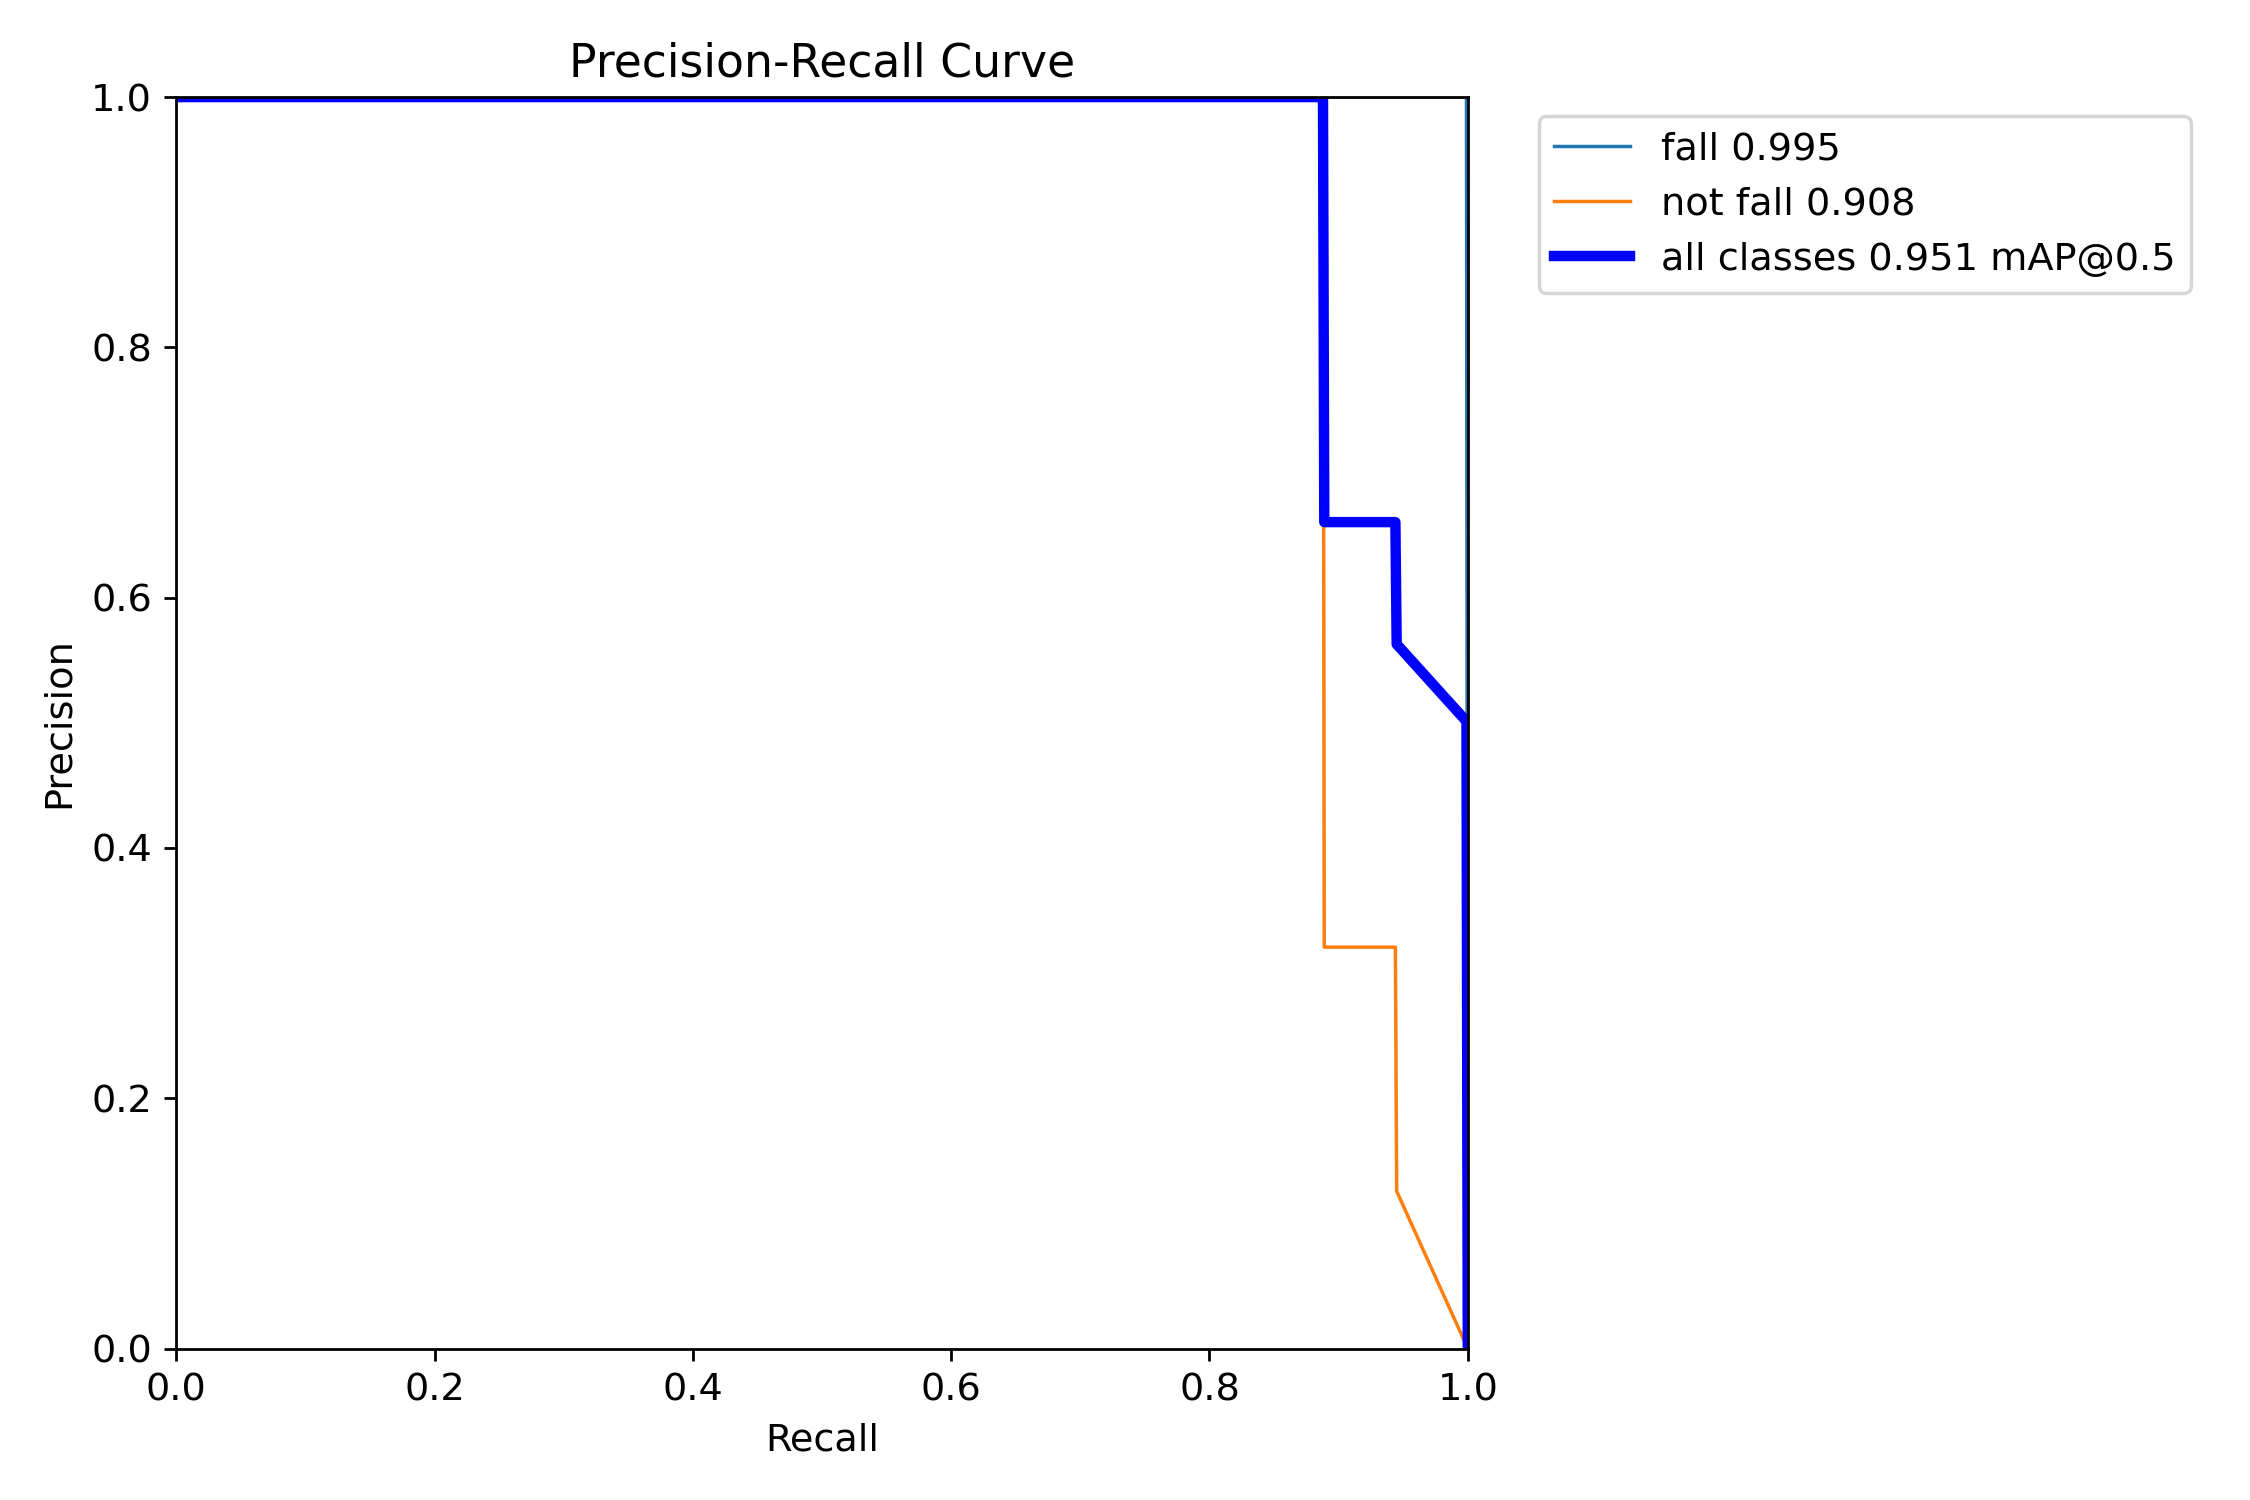 Precision-Recall Curve
1.0
0.8
0.6
0.4
0.2
0.0
Precision
0.0 0.2 0.4 0.6 0.8 1.0
Recall
fall 0.995
not fall 0.908
all classes 0.951 mAP@0.5